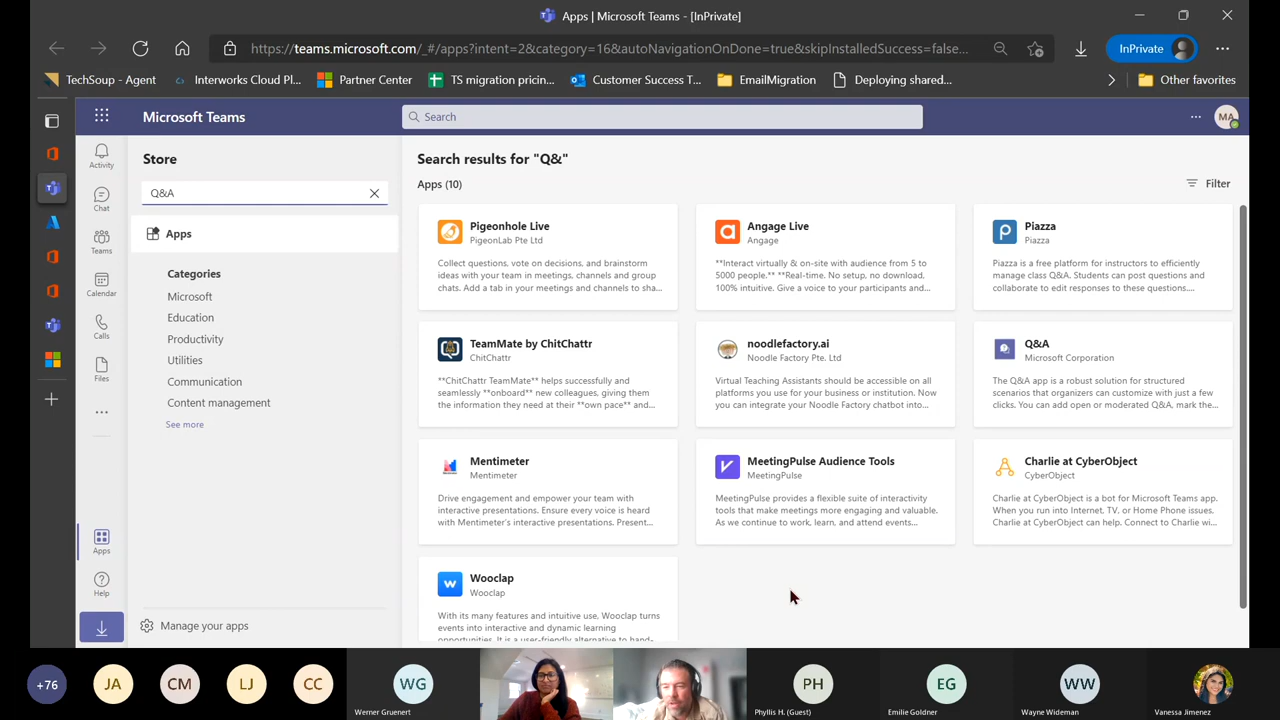 Apps | Microsoft Teams - [InPrivate]
https://teams.microsoft.com/_#/apps?intent=2&category=16&autoNavigationOnDone=true&skipInstalledSuccess=false...
InPrivate
TechSoup - Agent
Interworks Cloud Pl...
Partner Center
TS migration pricin...
Customer Success T...
EmailMigration
Deploying shared...
Other favorites
Microsoft Teams
Search
MA
Activity
Chat
Teams
Calendar
Calls
Files
Apps
Help
Store
Q&A
Apps
Categories
Microsoft
Education
Productivity
Utilities
Communication
Content management
See more
Manage your apps
Search results for "Q&"
Apps (10)
Filter
Pigeonhole Live
PigeonLab Pte Ltd
Collect questions, vote on decisions, and brainstorm
ideas with your team in meetings, channels and group
chats. Add a tab in your meetings and channels to sha...
Angage Live
Angage
**Interact virtually & on-site with audience from 5 to
5000 people.** **Real-time. No setup, no download,
100% intuitive. Give a voice to your participants and...
Piazza
Piazza
Piazza is a free platform for instructors to efficiently
manage class Q&A. Students can post questions and
collaborate to edit responses to these questions....
TeamMate by ChitChattr
ChitChattr
**ChitChattr TeamMate** helps successfully and
seamlessly **onboard** new colleagues, giving them
the information they need at their **own pace** and...
noodlefactory.ai
Noodle Factory Pte. Ltd
Virtual Teaching Assistants should be accessible on all
platforms you use for your business or institution. Now
you can integrate your Noodle Factory chatbot into...
Q&A
Microsoft Corporation
The Q&A app is a robust solution for structured
scenarios that organizers can customize with just a few
clicks. You can add open or moderated Q&A, mark the...
Mentimeter
Mentimeter
Drive engagement and empower your team with
interactive presentations. Ensure every voice is heard
with Mentimeter's interactive presentations. Present...
MeetingPulse Audience Tools
MeetingPulse
MeetingPulse provides a flexible suite of interactivity
tools that make meetings more engaging and valuable.
As we continue to work, learn, and attend events...
Charlie at CyberObject
CyberObject
Charlie at CyberObject is a bot for Microsoft Teams app.
When you run into Internet, TV, or Home Phone issues,
Charlie at CyberObject can help. Connect to Charlie wi...
Wooclap
Wooclap
With its many features and intuitive use, Wooclap turns
events into interactive and dynamic learning
opportunities. It is a user-friendly alternative to hand-
+76
JA
CM
LJ
CC
WG
Werner Gruenert
PH
Phyllis H. (Guest)
EG
Emilie Goldner
WW
Wayne Wideman
Vanessa Jimenez